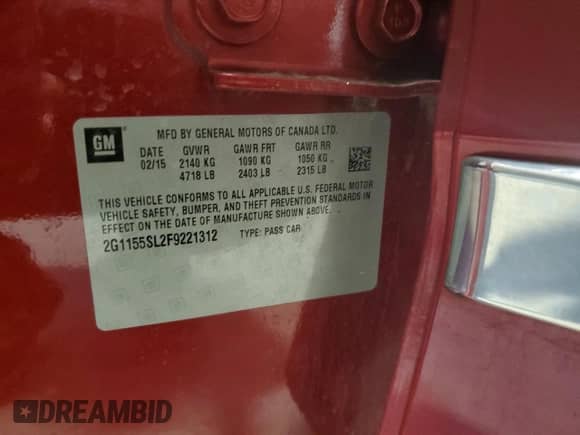 GM
MFD BY GENERAL MOTORS OF CANADA LTD.
DATE GVWR GAWR FRT GAWR RR
02/15 2140 KG 1090 KG 1050 KG
4718 LB 2403 LB 2315 LB
THIS VEHICLE CONFORMS TO ALL APPLICABLE U.S. FEDERAL MOTOR
VEHICLE SAFETY, BUMPER, AND THEFT PREVENTION STANDARDS IN
EFFECT ON THE DATE OF MANUFACTURE SHOWN ABOVE.
2G1155SL2F9221312 TYPE: PASS CAR
DREAMBID